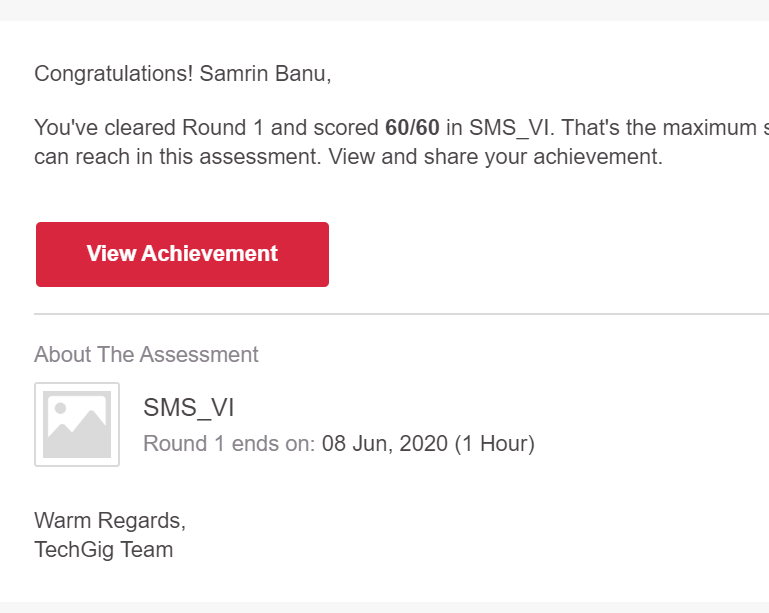 Congratulations! Samrin Banu,
You've cleared Round 1 and scored 60/60 in SMS_VI. That's the maximum
can reach in this assessment. View and share your achievement.
View Achievement
About The Assessment
SMS_VI
Round 1 ends on: 08 Jun, 2020 (1 Hour)
Warm Regards,
TechGig Team